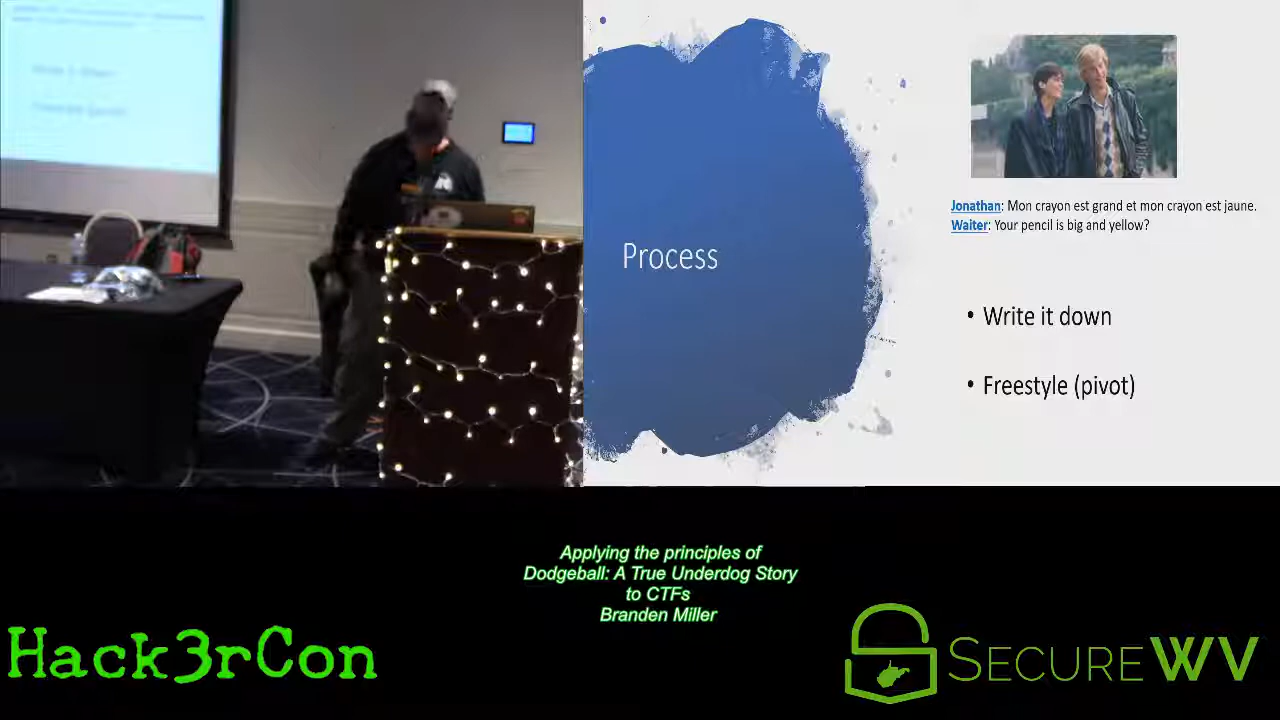 Process
Jonathan: Mon crayon est grand et mon crayon est jaune.
Waiter: Your pencil is big and yellow?
• Write it down
• Freestyle (pivot)
Applying the principles of
Dodgeball: A True Underdog Story
to CTFs
Branden Miller
Hack3rCon
SECUREWV